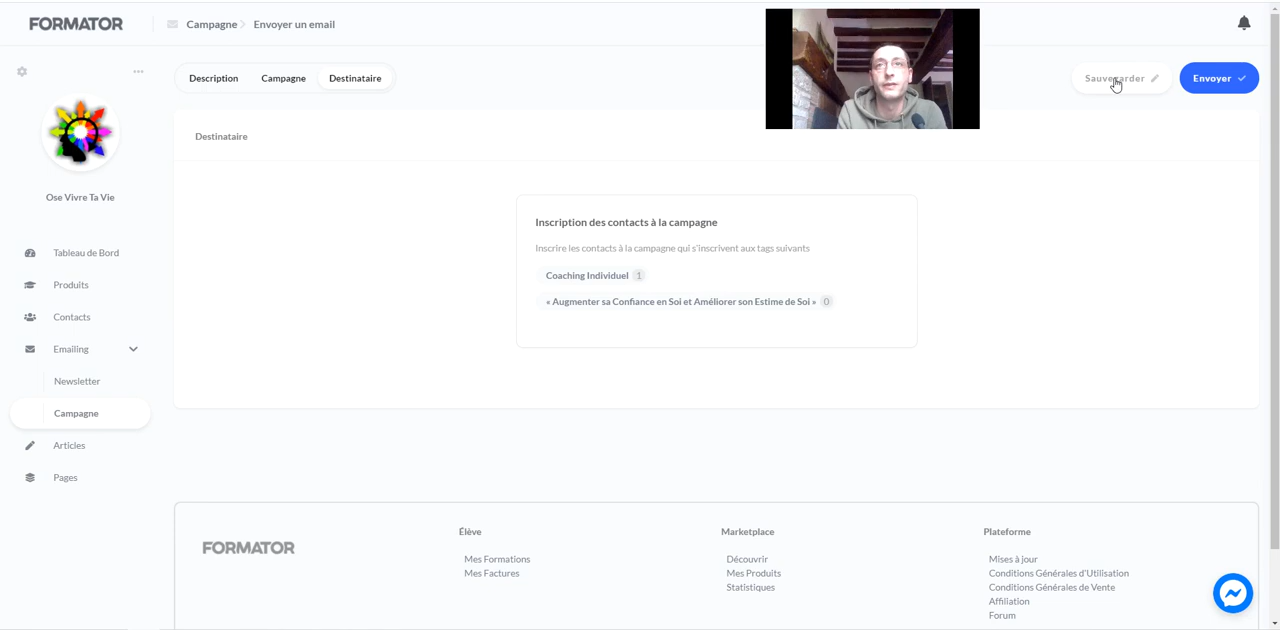 FORMATOR
Campagne
Envoyer un email
Description
Campagne
Destinataire
Sauvegarder
Envoyer
Ose Vivre Ta Vie
Tableau de Bord
Produits
Contacts
Emailing
Newsletter
Campagne
Articles
Pages
Destinataire
Inscription des contacts à la campagne
Inscrire les contacts à la campagne qui s'inscrivent aux tags suivants
Coaching Individuel 1
« Augmenter sa Confiance en Soi et Améliorer son Estime de Soi » 0
FORMATOR
Élève
Mes Formations
Mes Factures
Marketplace
Découvrir
Mes Produits
Statistiques
Plateforme
Mises à jour
Conditions Générales d'Utilisation
Conditions Générales de Vente
Affiliation
Forum